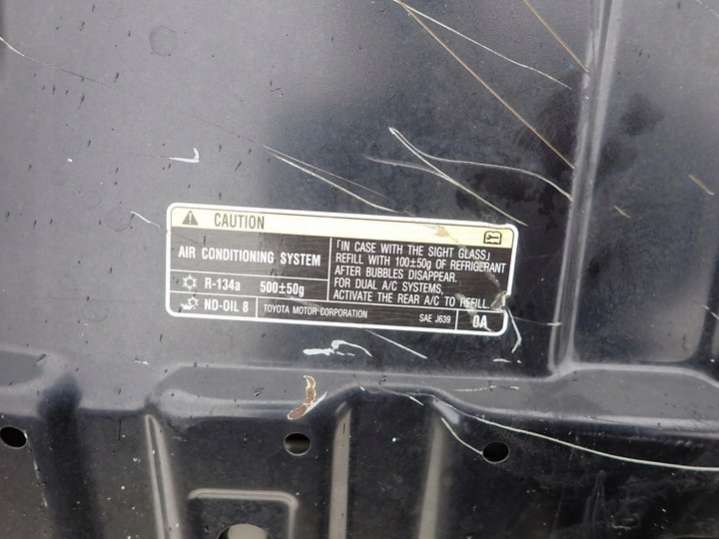 CAUTION
AIR CONDITIONING SYSTEM
R-134a 500±50g
ND-OIL 8
TOYOTA MOTOR CORPORATION
「IN CASE WITH THE SIGHT GLASS」
REFILL WITH 100±50g OF REFRIGERANT
AFTER BUBBLES DISAPPEAR.
FOR DUAL A/C SYSTEMS,
ACTIVATE THE REAR A/C TO REFILL.
SAE J639
0A